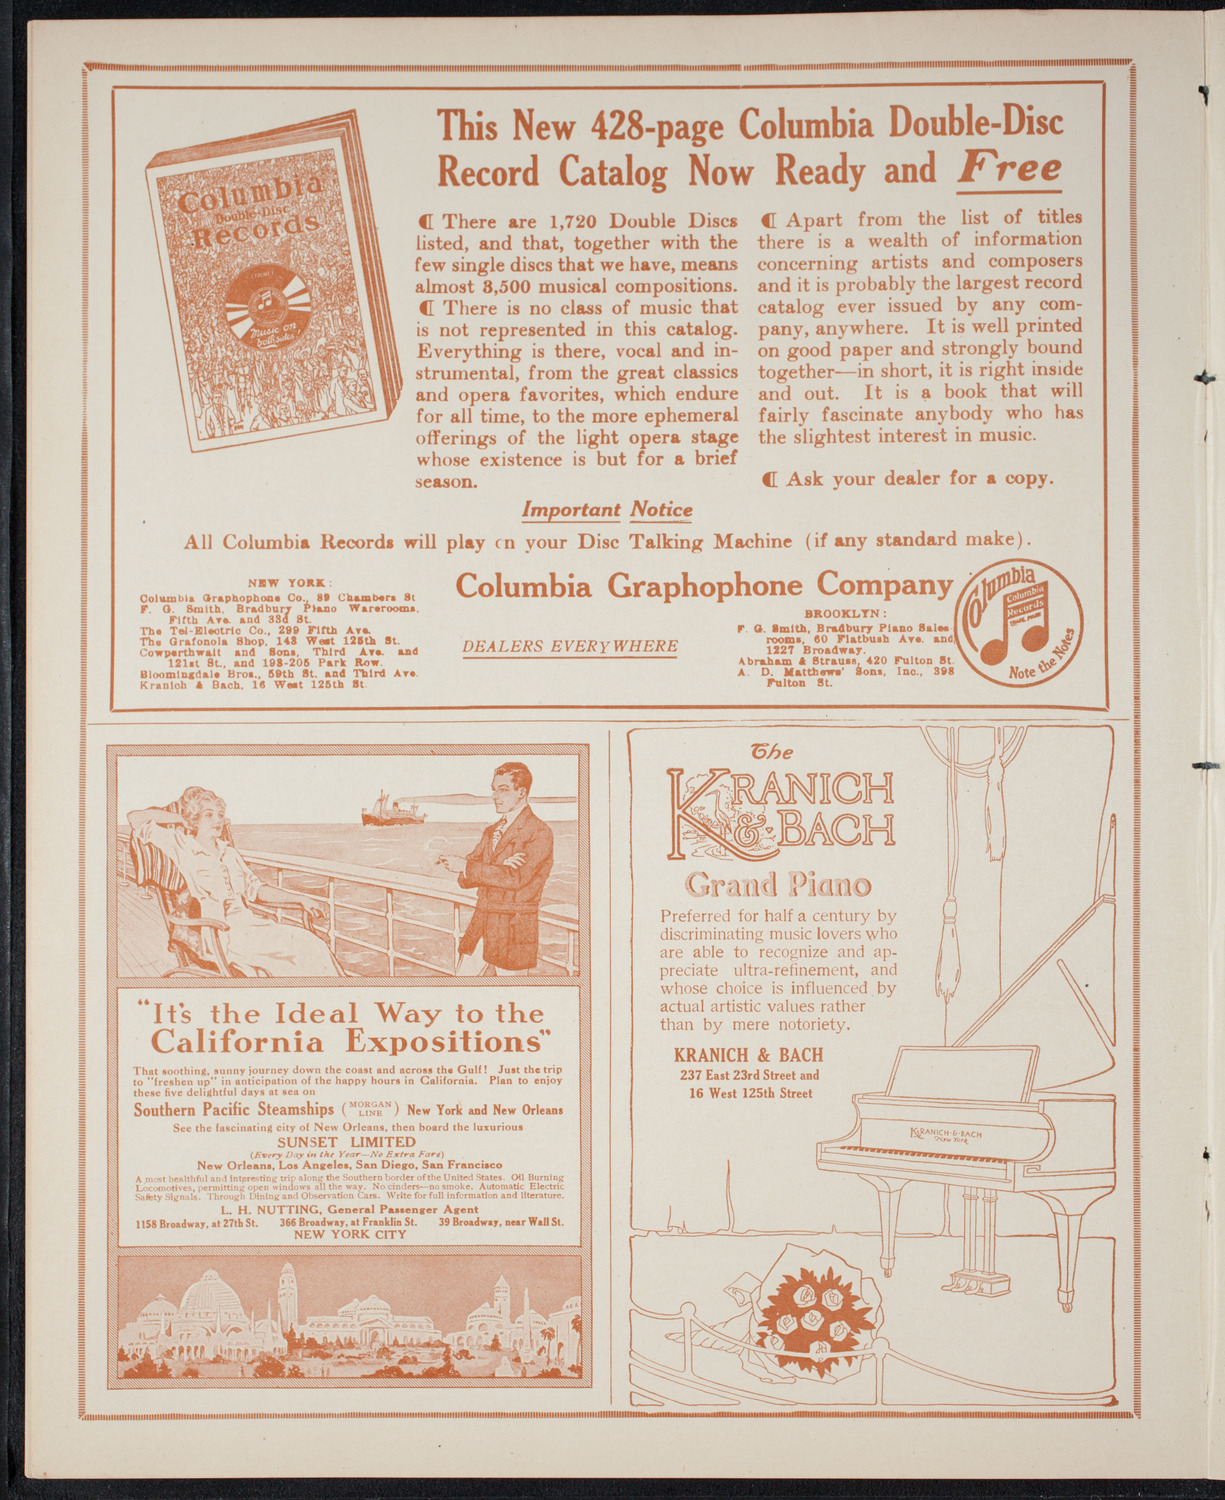 This New 428-page Columbia Double-Disc
Record Catalog Now Ready and Free
Columbia
Double-Disc
Records
Music on
both sides
¶ There are 1,720 Double Discs
listed, and that, together with the
few single discs that we have, means
almost 3,500 musical compositions.
¶ There is no class of music that
is not represented in this catalog.
Everything is there, vocal and in-
strumental, from the great classics
and opera favorites, which endure
for all time, to the more ephemeral
offerings of the light opera stage
whose existence is but for a brief
season.
¶ Apart from the list of titles
there is a wealth of information
concerning artists and composers
and it is probably the largest record
catalog ever issued by any com-
pany, anywhere. It is well printed
on good paper and strongly bound
together—in short, it is right inside
and out. It is a book that will
fairly fascinate anybody who has
the slightest interest in music.
¶ Ask your dealer for a copy.
Important Notice
All Columbia Records will play on your Disc Talking Machine (if any standard make).
NEW YORK:
Columbia Graphophone Co., 89 Chambers St
F. G. Smith, Bradbury Piano Warerooms,
Fifth Ave. and 33d St.
The Tel-Electric Co., 299 Fifth Ave.
The Grafonola Shop, 143 West 125th St.
Cowperthwait and Sons, Third Ave. and
121st St., and 193-205 Park Row.
Bloomingdale Bros., 59th St. and Third Ave.
Kranich & Bach, 16 West 125th St.
Columbia Graphophone Company
DEALERS EVERYWHERE
BROOKLYN:
F. G. Smith, Bradbury Piano Sales-
rooms, 60 Flatbush Ave. and
1227 Broadway.
Abraham & Strauss, 420 Fulton St.
A. D. Matthews' Sons, Inc., 398
Fulton St.
Columbia
Columbia
Records
TRADE MARK
Note the Notes
"It's the Ideal Way to the
California Expositions"
That soothing, sunny journey down the coast and across the Gulf! Just the trip
to "freshen up" in anticipation of the happy hours in California. Plan to enjoy
these five delightful days at sea on
Southern Pacific Steamships (MORGAN LINE) New York and New Orleans
See the fascinating city of New Orleans, then board the luxurious
SUNSET LIMITED
(Every Day in the Year—No Extra Fare)
New Orleans, Los Angeles, San Diego, San Francisco
A most healthful and interesting trip along the Southern border of the United States. Oil Burning
Locomotives, permitting open windows all the way. No cinders—no smoke. Automatic Electric
Safety Signals. Through Dining and Observation Cars. Write for full information and literature.
L. H. NUTTING, General Passenger Agent
1158 Broadway, at 27th St. 366 Broadway, at Franklin St. 39 Broadway, near Wall St.
NEW YORK CITY
The
KRANICH
& BACH
Grand Piano
Preferred for half a century by
discriminating music lovers who
are able to recognize and ap-
preciate ultra-refinement, and
whose choice is influenced by
actual artistic values rather
than by mere notoriety.
KRANICH & BACH
237 East 23rd Street and
16 West 125th Street
KRANICH-&-BACH
New York